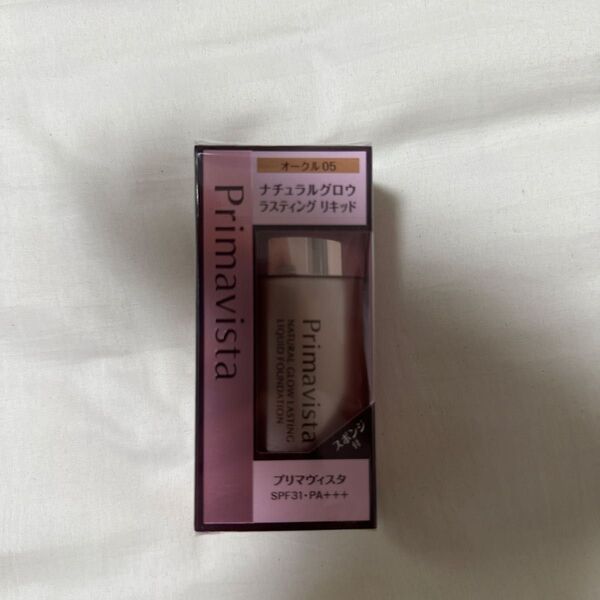 オークル05
ナチュラルグロウ
ラスティング リキッド
Primavista
Primavista
NATURAL GLOW LASTING
LIQUID FOUNDATION
スポンジ
付
プリマヴィスタ
SPF31・PA+++